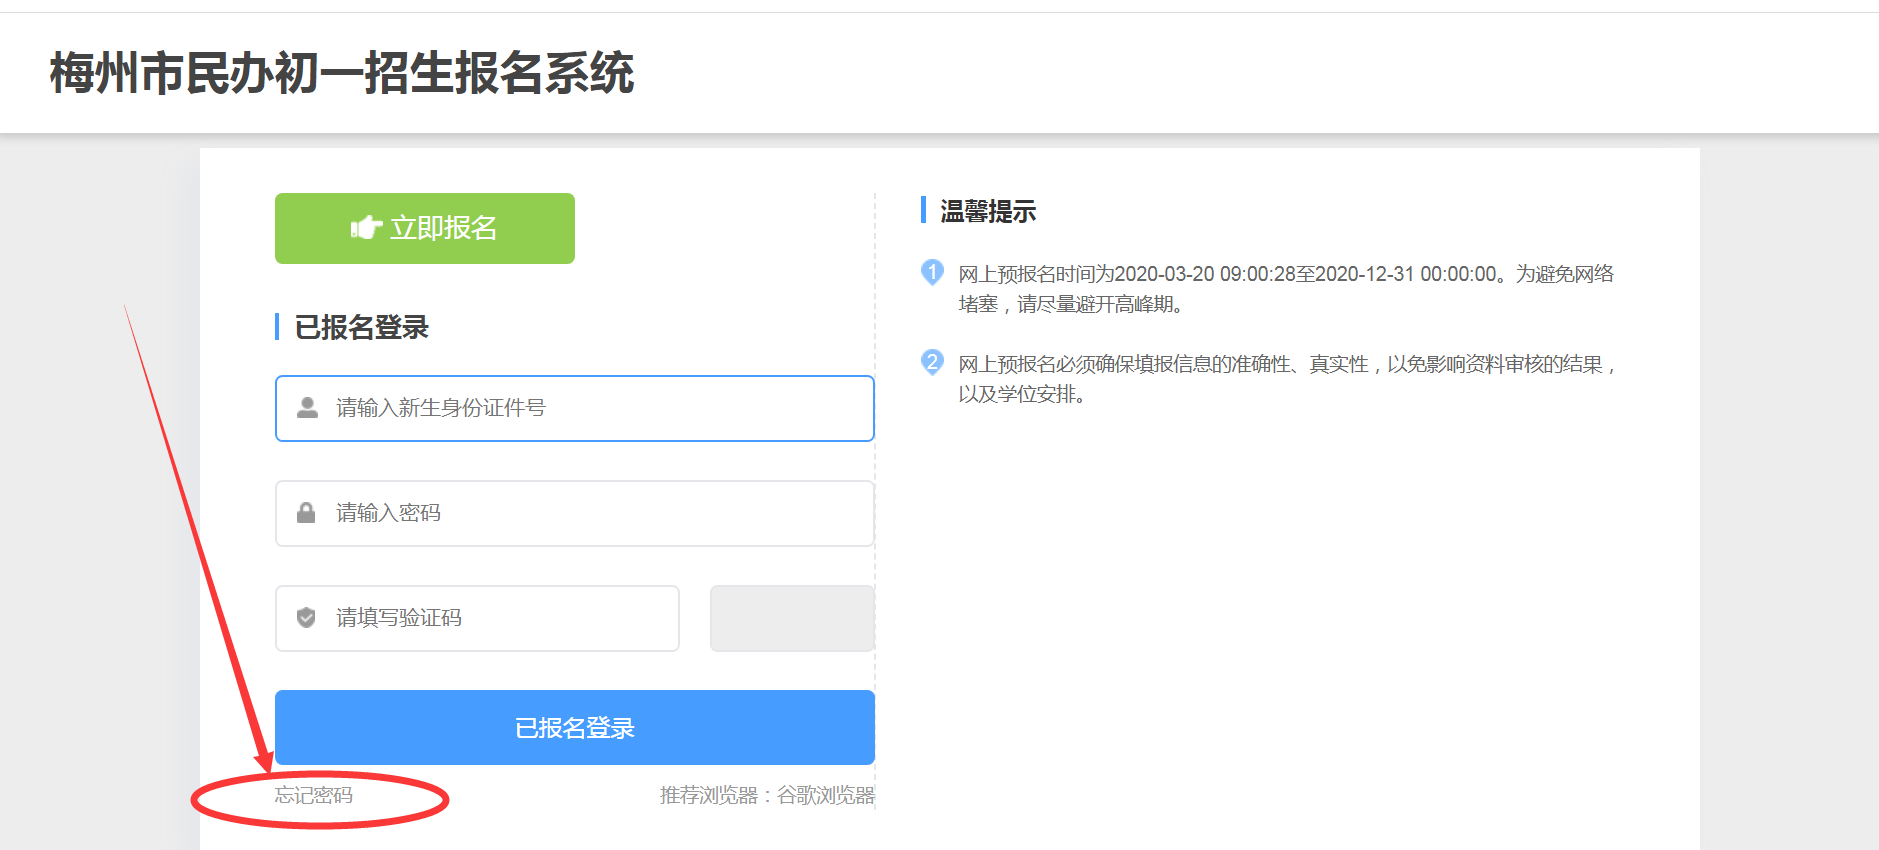 梅州市民办初一招生报名系统
立即报名
已报名登录
请输入新生身份证件号
请输入密码
请填写验证码
已报名登录
忘记密码
推荐浏览器：谷歌浏览器
温馨提示
1 网上预报名时间为2020-03-20 09:00:28至2020-12-31 00:00:00。为避免网络
堵塞，请尽量避开高峰期。
2 网上预报名必须确保填报信息的准确性、真实性，以免影响资料审核的结果，
以及学位安排。